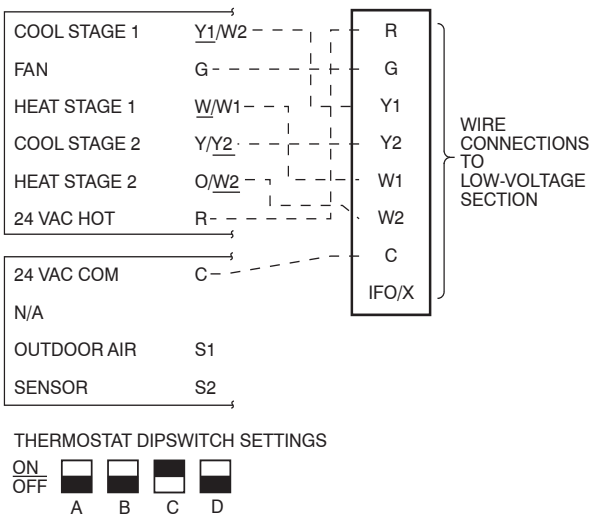 COOL STAGE 1 Y1/W2 R
FAN G G
HEAT STAGE 1 W/W1 Y1
COOL STAGE 2 Y/Y2 Y2
HEAT STAGE 2 O/W2 W1
24 VAC HOT R W2
24 VAC COM C C
N/A IFO/X
OUTDOOR AIR S1
SENSOR S2
WIRE
CONNECTIONS
TO
LOW-VOLTAGE
SECTION
THERMOSTAT DIPSWITCH SETTINGS
ON
OFF
A B C D